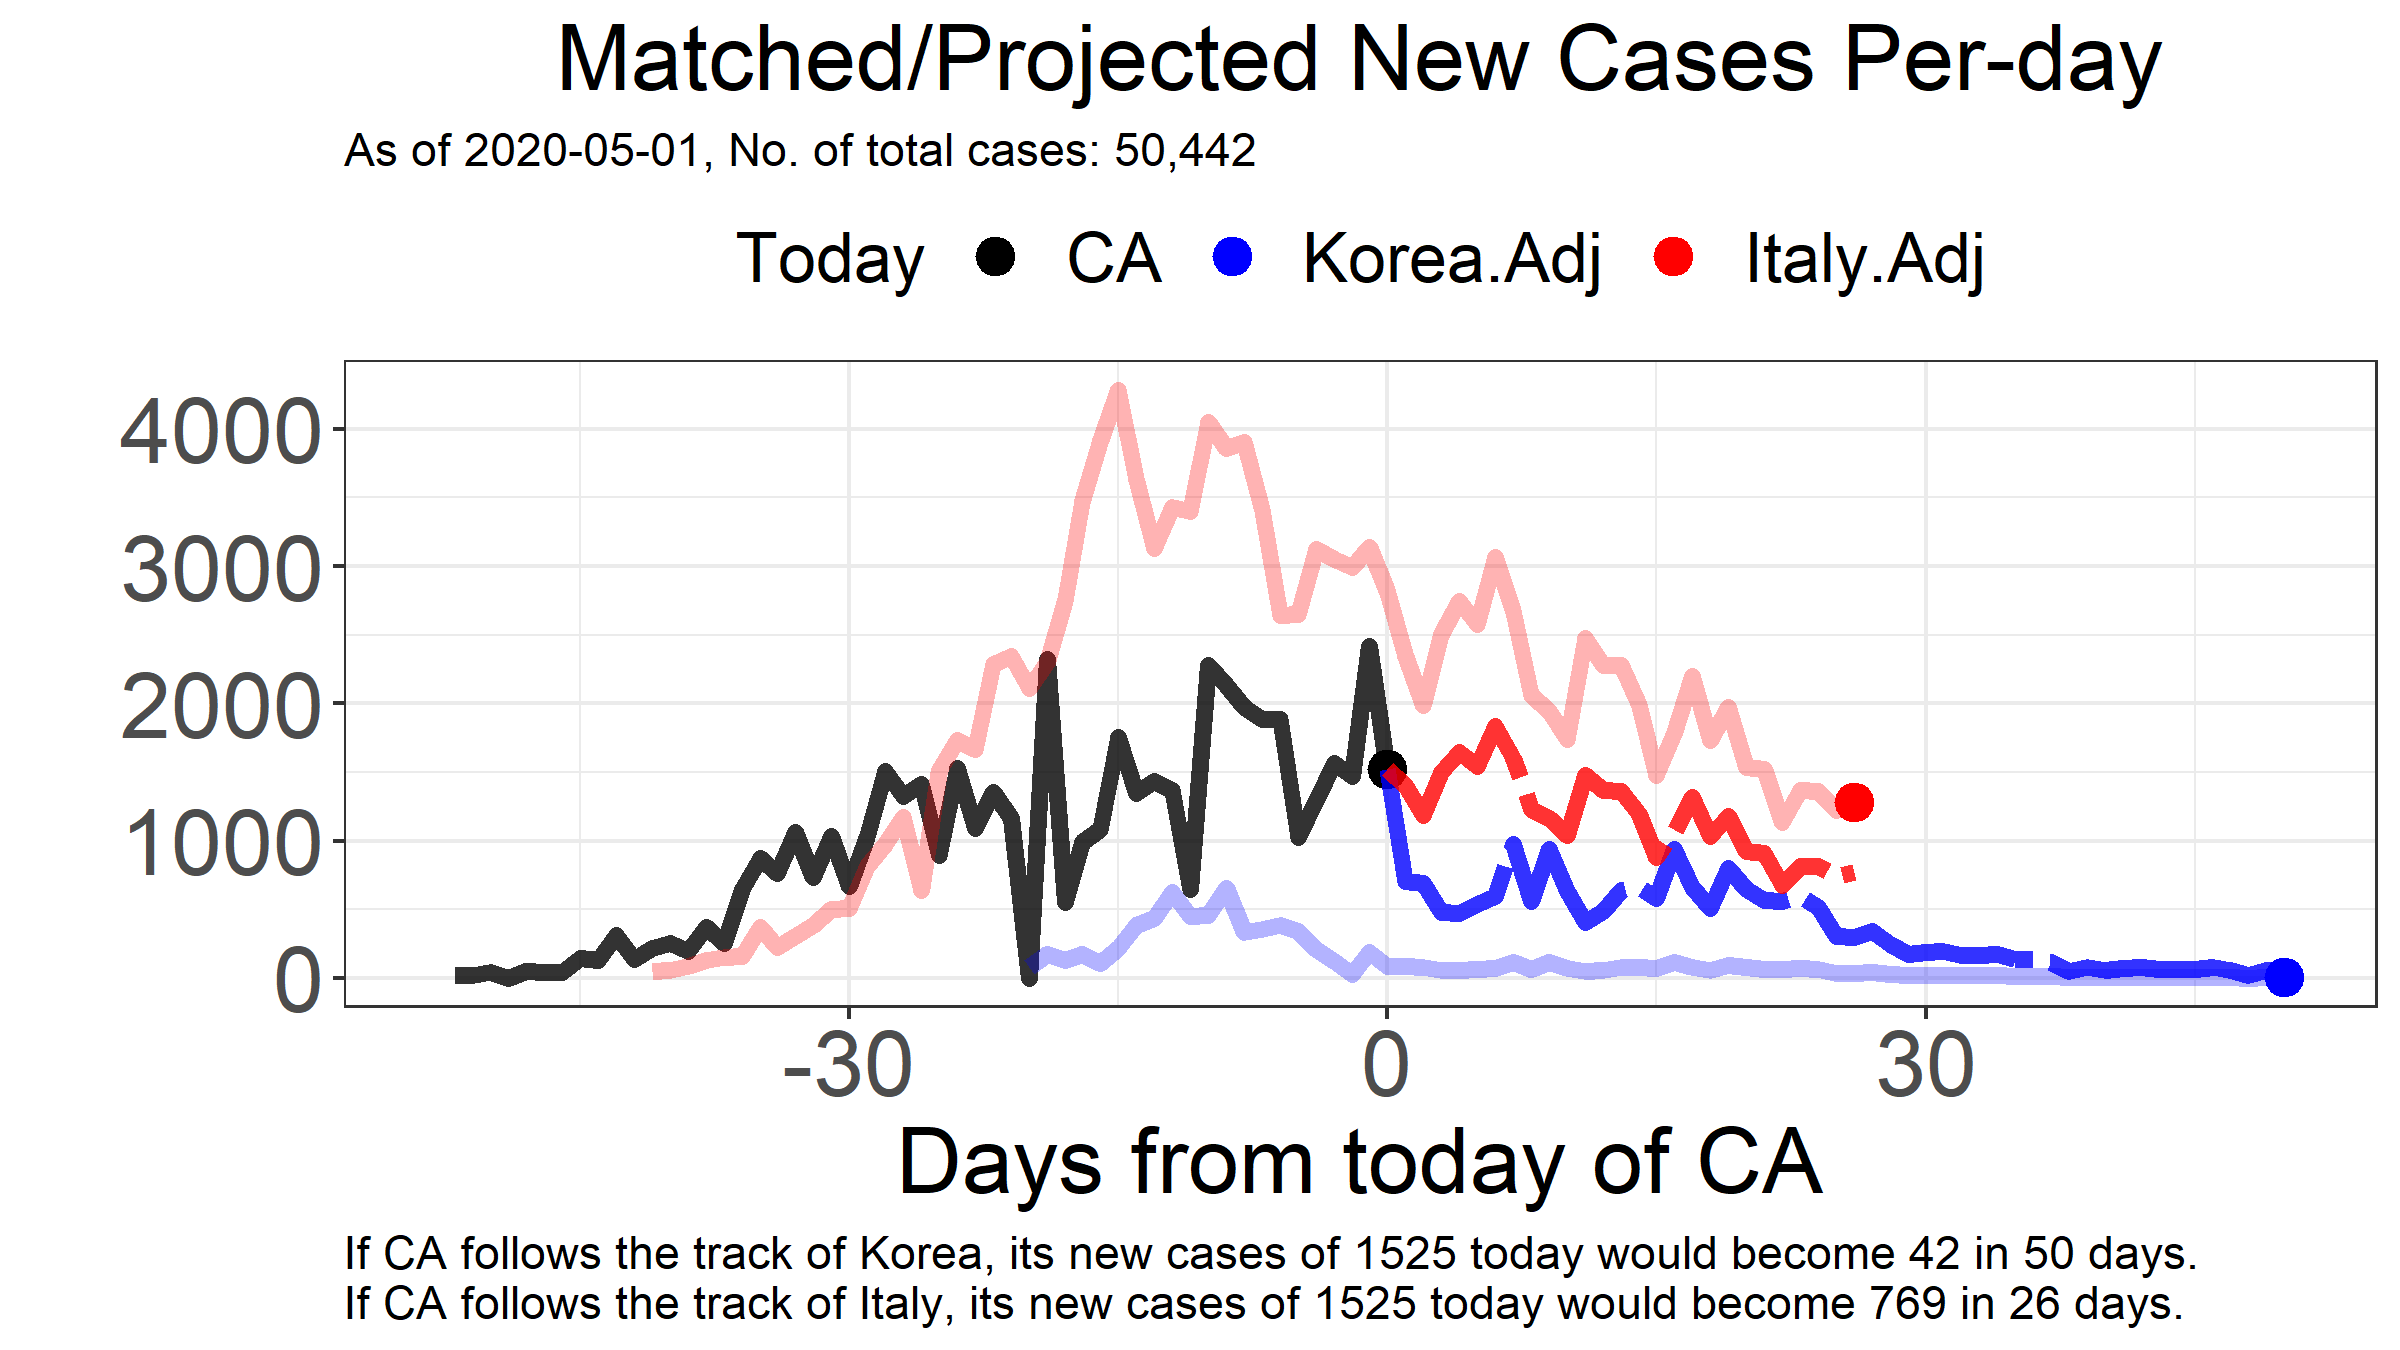 Matched/Projected New Cases Per-day
As of 2020-05-01, No. of total cases: 50,442
Today CA Korea.Adj Italy.Adj
4000
3000
2000
1000
0
-30 0 30
Days from today of CA
If CA follows the track of Korea, its new cases of 1525 today would become 42 in 50 days.
If CA follows the track of Italy, its new cases of 1525 today would become 769 in 26 days.